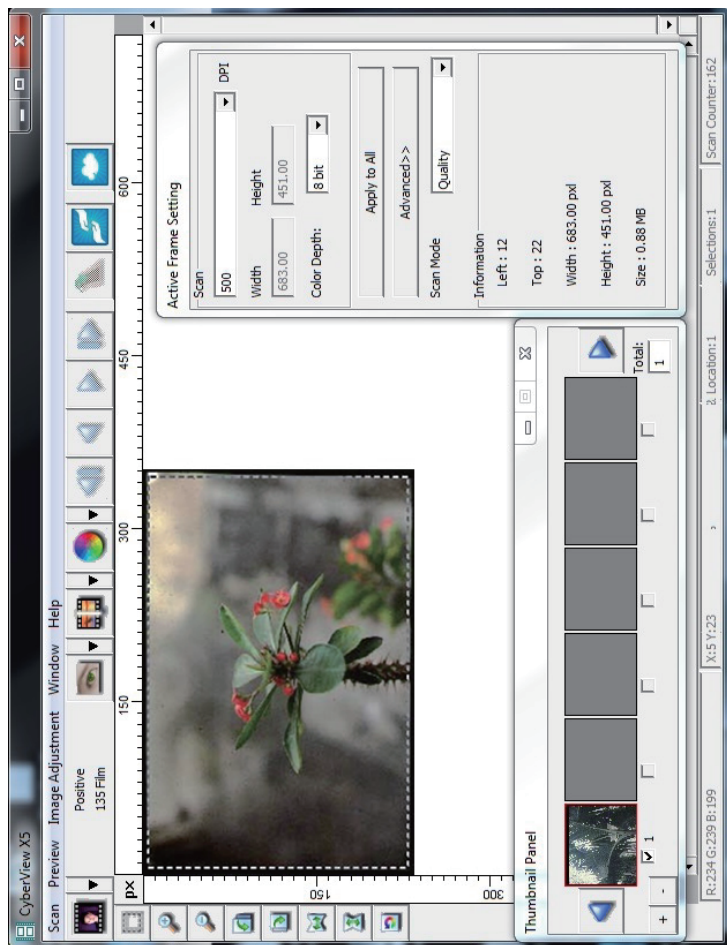 CyberView X5
Scan Preview Image Adjustment Window Help
Positive
135 Film
px
150
300
450
600
150
300
Active Frame Setting
Scan
500
DPI
Width
Height
683.00
451.00
Color Depth:
8 bit
Apply to All
Advanced>>
Scan Mode
Quality
Information
Left : 12
Top : 22
Width : 683.00 pxl
Height : 451.00 pxl
Size : 0.88 MB
Thumbnail Panel
1
Total:
1
+ -
R:234 G:239 B:199
X:5 Y:23
Location:1
Selections:1
Scan Counter:162